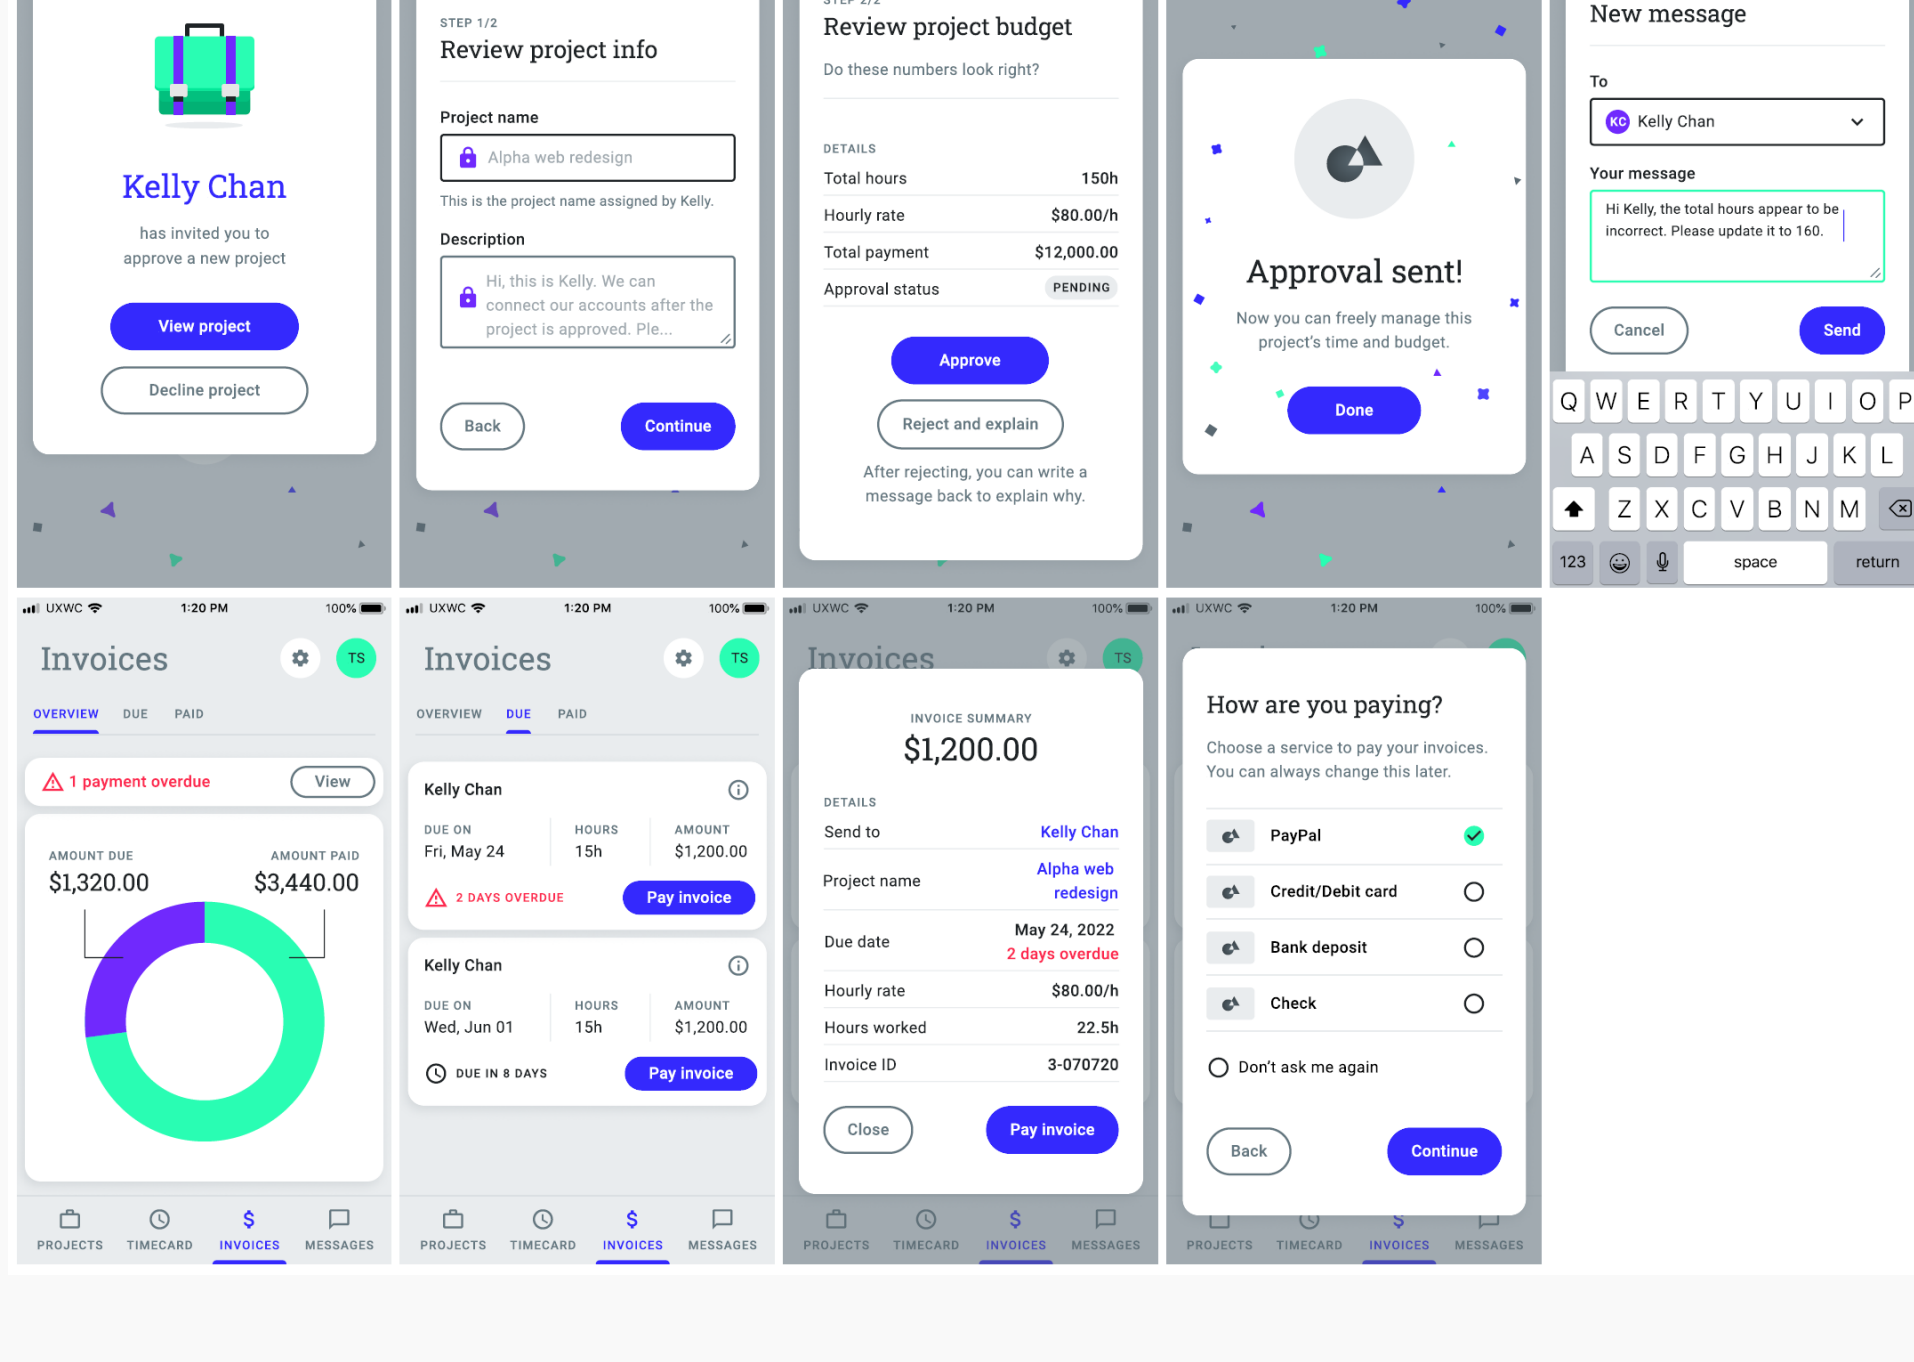 Kelly Chan
has invited you to
approve a new project
View project
Decline project
STEP 1/2
Review project info
Project name
Alpha web redesign
This is the project name assigned by Kelly.
Description
Hi, this is Kelly. We can
connect our accounts after the
project is approved. Ple...
Back
Continue
STEP 2/2
Review project budget
Do these numbers look right?
DETAILS
Total hours 150h
Hourly rate $80.00/h
Total payment $12,000.00
Approval status PENDING
Approve
Reject and explain
After rejecting, you can write a
message back to explain why.
Approval sent!
Now you can freely manage this
project's time and budget.
Done
New message
To
KC Kelly Chan
Your message
Hi Kelly, the total hours appear to be
incorrect. Please update it to 160.
Cancel
Send
Q W E R T Y U I O P
A S D F G H J K L
Z X C V B N M
123 space return
UXWC 1:20 PM 100%
Invoices TS
OVERVIEW DUE PAID
1 payment overdue View
AMOUNT DUE AMOUNT PAID
$1,320.00 $3,440.00
PROJECTS TIMECARD INVOICES MESSAGES
UXWC 1:20 PM 100%
Invoices TS
OVERVIEW DUE PAID
Kelly Chan
DUE ON HOURS AMOUNT
Fri, May 24 15h $1,200.00
2 DAYS OVERDUE Pay invoice
Kelly Chan
DUE ON HOURS AMOUNT
Wed, Jun 01 15h $1,200.00
DUE IN 8 DAYS Pay invoice
PROJECTS TIMECARD INVOICES MESSAGES
UXWC 1:20 PM 100%
Invoices TS
INVOICE SUMMARY
$1,200.00
DETAILS
Send to Kelly Chan
Project name Alpha web
redesign
Due date May 24, 2022
2 days overdue
Hourly rate $80.00/h
Hours worked 22.5h
Invoice ID 3-070720
Close Pay invoice
PROJECTS TIMECARD INVOICES MESSAGES
UXWC 1:20 PM 100%
How are you paying?
Choose a service to pay your invoices.
You can always change this later.
PayPal
Credit/Debit card
Bank deposit
Check
Don't ask me again
Back Continue
PROJECTS TIMECARD INVOICES MESSAGES